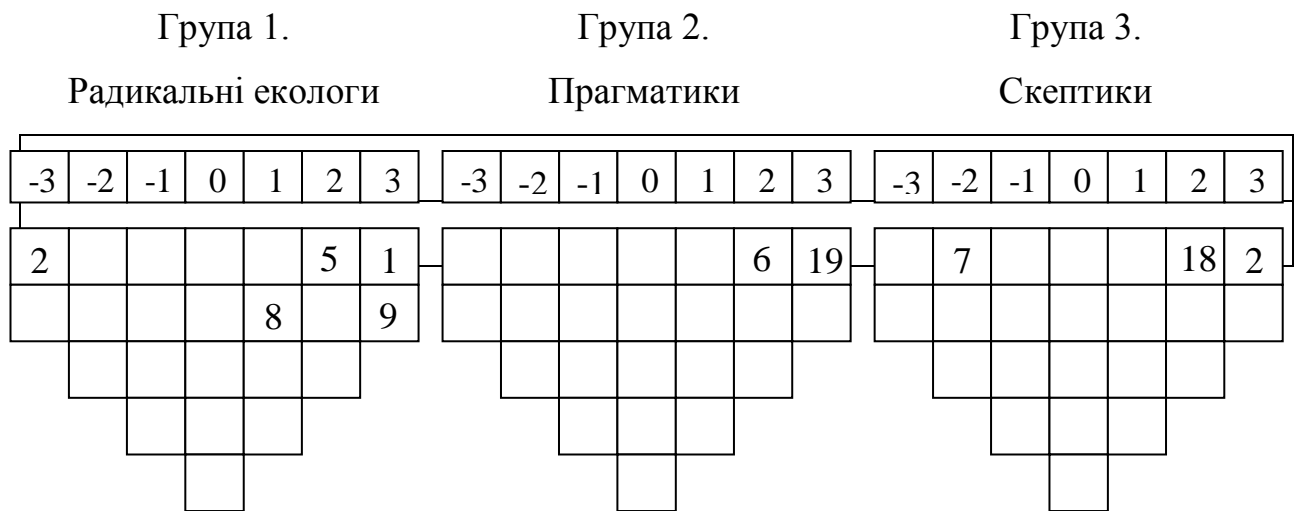 Група 1. Група 2. Група 3.
Радикальні екологи Прагматики Скептики
-3 -2 -1 0 1 2 3 -3 -2 -1 0 1 2 3 -3 -2 -1 0 1 2 3
2 5 1 6 19 7 18 2
8 9